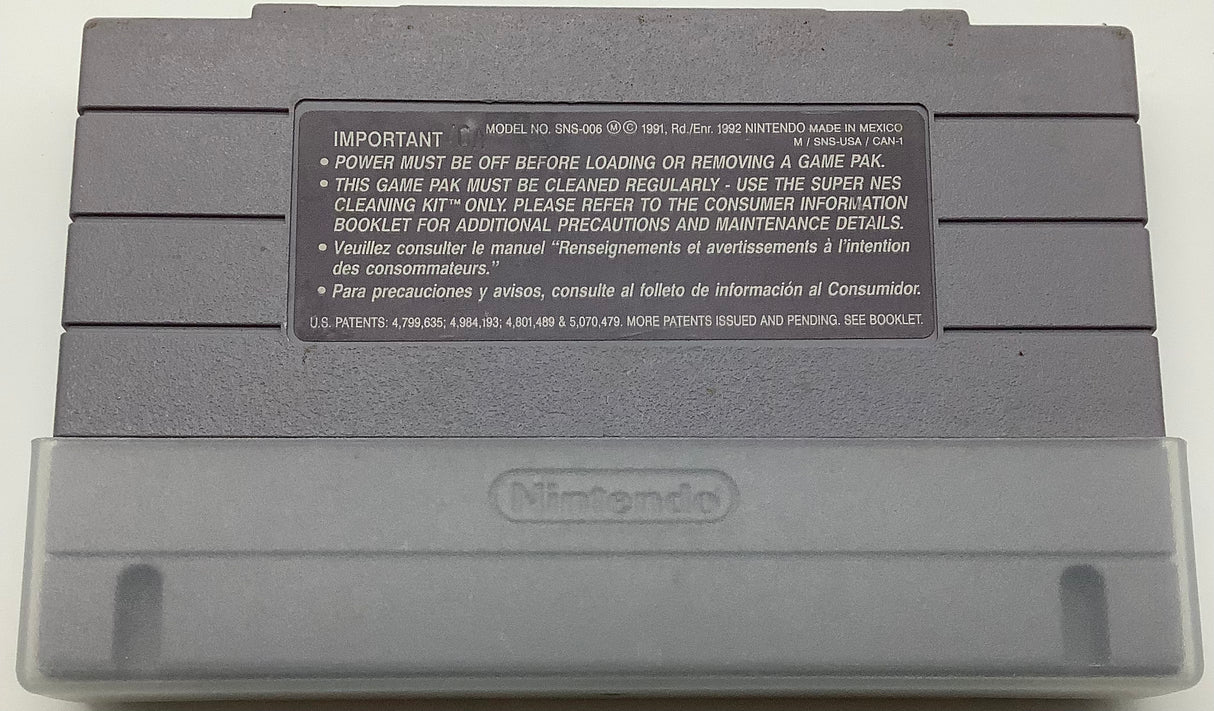 IMPORTANT MODEL NO. SNS-006 Ⓜ Ⓒ 1991, Rd./Enr. 1992 NINTENDO MADE IN MEXICO
M / SNS-USA / CAN-1
• POWER MUST BE OFF BEFORE LOADING OR REMOVING A GAME PAK.
• THIS GAME PAK MUST BE CLEANED REGULARLY - USE THE SUPER NES
CLEANING KIT™ ONLY. PLEASE REFER TO THE CONSUMER INFORMATION
BOOKLET FOR ADDITIONAL PRECAUTIONS AND MAINTENANCE DETAILS.
• Veuillez consulter le manuel “Renseignements et avertissements à l’intention
des consommateurs.”
• Para precauciones y avisos, consulte al folleto de información al Consumidor.
U.S. PATENTS: 4,799,635; 4,984,193; 4,801,489 & 5,070,479. MORE PATENTS ISSUED AND PENDING. SEE BOOKLET.
Nintendo